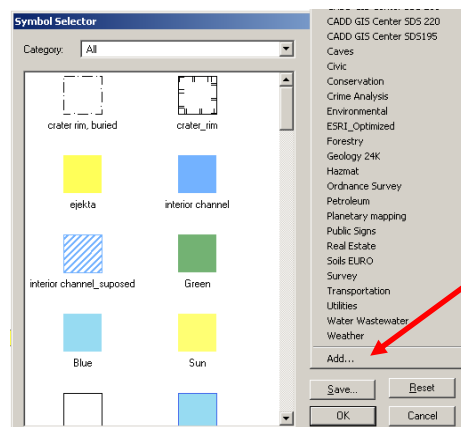 Symbol Selector
Category: All
crater rim, buried
crater_rim
ejekta
interior channel
interior channel_suposed
Green
Blue
Sun
CADD GIS Center SDS 220
CADD GIS Center SDS195
Caves
Civic
Conservation
Crime Analysis
Environmental
ESRI_Optimized
Forestry
Geology 24K
Hazmat
Ordnance Survey
Petroleum
Planetary mapping
Public Signs
Real Estate
Soils EURO
Survey
Transportation
Utilities
Water Wastewater
Weather
Add...
Save...
Reset
OK
Cancel